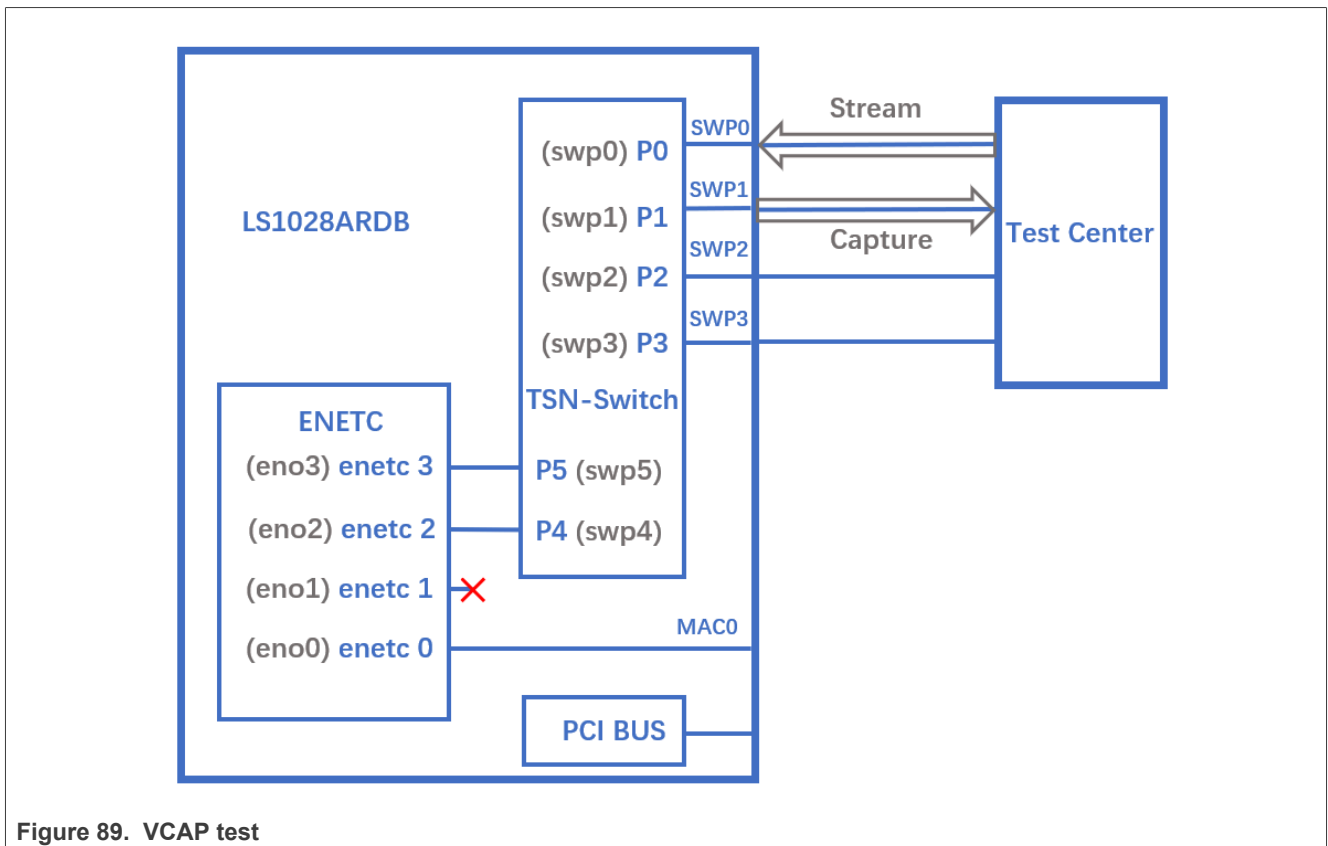 Stream
SWP0
(swp0) P0
SWP1
LS1028ARDB
(swp1) P1
Capture
Test Center
SWP2
(swp2) P2
SWP3
(swp3) P3
TSN-Switch
ENETC
(eno3) enetc 3
P5 (swp5)
(eno2) enetc 2
P4 (swp4)
(eno1) enetc 1
MAC0
(eno0) enetc 0
PCI BUS
Figure 89. VCAP test